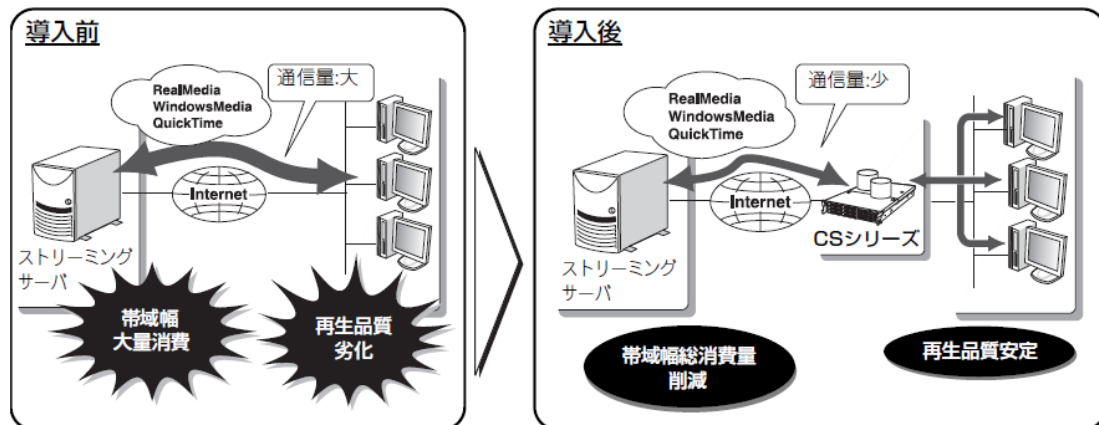 導入前
通信量:大
RealMedia
WindowsMedia
QuickTime
Internet
ストリーミング
サーバ
帯域幅
大量消費
再生品質
劣化
導入後
通信量:少
RealMedia
WindowsMedia
QuickTime
Internet
CSシリーズ
ストリーミング
サーバ
帯域幅総消費量
削減
再生品質安定